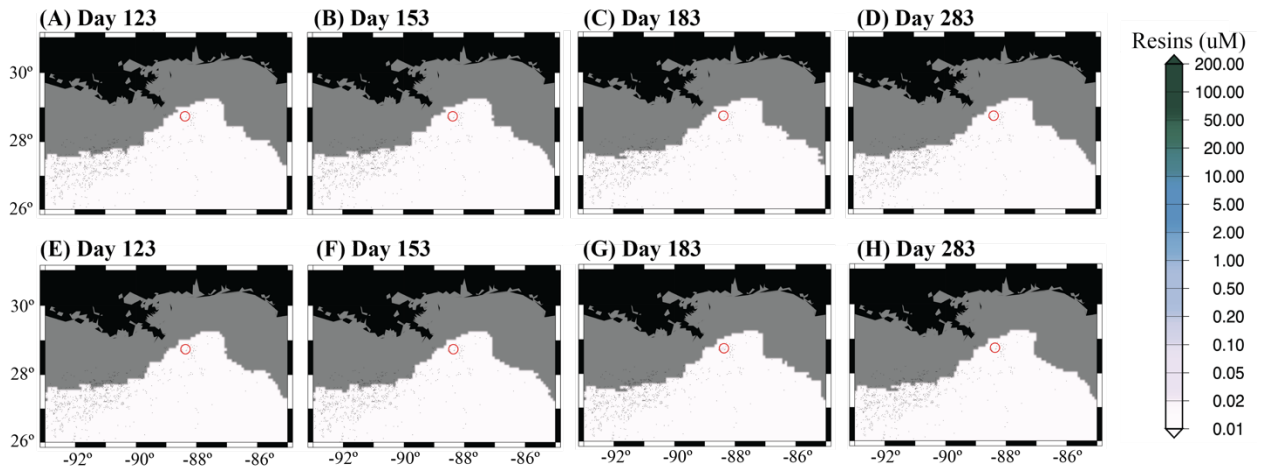 (A) Day 123
(B) Day 153
(C) Day 183
(D) Day 283
Resins (uM)
30º
28º
26º
200.00
100.00
50.00
20.00
10.00
5.00
2.00
1.00
0.50
0.20
0.10
0.05
0.02
0.01
(E) Day 123
(F) Day 153
(G) Day 183
(H) Day 283
30º
28º
26º
-92º -90º -88º -86º
-92º -90º -88º -86º
-92º -90º -88º -86º
-92º -90º -88º -86º